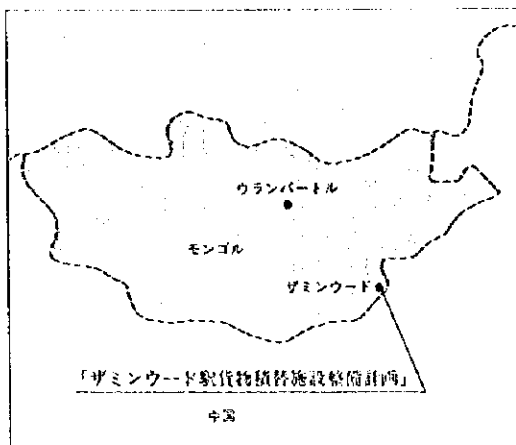 ウランバートル
モンゴル
ザミンウード
「ザミンウード駅貨物積替施設整備計画」
中国